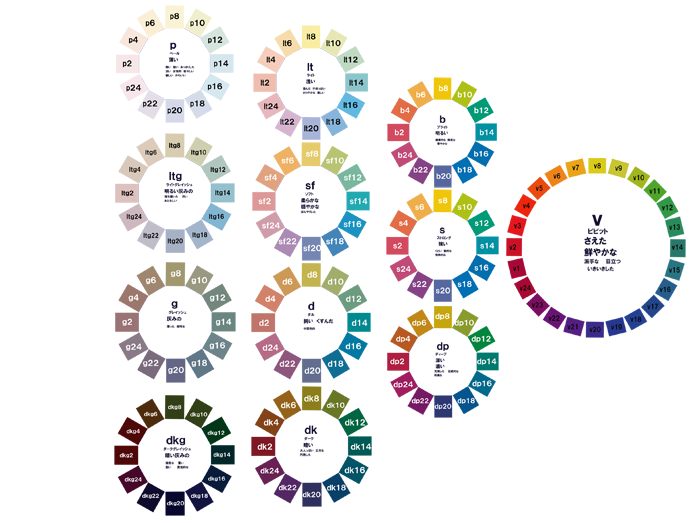 p8
p10
p12
p14
p16
p18
p20
p22
p24
p2
p4
p6
p
ペール
薄い
lt8
lt10
lt12
lt14
lt16
lt18
lt20
lt22
lt24
lt2
lt4
lt6
lt
ライト
浅い
b8
b10
b12
b14
b16
b18
b20
b22
b24
b2
b4
b6
b
ブライト
明るい
ltg8
ltg10
ltg12
ltg14
ltg16
ltg18
ltg20
ltg22
ltg24
ltg2
ltg4
ltg6
ltg
ライトグレイッシュ
明るい灰みの
sf8
sf10
sf12
sf14
sf16
sf18
sf20
sf22
sf24
sf2
sf4
sf6
sf
ソフト
柔らかな
穏やかな
s8
s10
s12
s14
s16
s18
s20
s22
s24
s2
s4
s6
s
ストロング
強い
v8
v9
v10
v11
v12
v13
v14
v15
v16
v17
v18
v19
v20
v21
v22
v23
v24
v1
v2
v3
v4
v5
v6
v7
v
ビビット
さえた
鮮やかな
派手な 目立つ
いきいきした
g8
g10
g12
g14
g16
g18
g20
g22
g24
g2
g4
g6
g
グレイッシュ
灰みの
d8
d10
d12
d14
d16
d18
d20
d22
d24
d2
d4
d6
d
ダル
鈍い くすんだ
dp8
dp10
dp12
dp14
dp16
dp18
dp20
dp22
dp24
dp2
dp4
dp6
dp
ディープ
深い
濃い
dkg8
dkg10
dkg12
dkg14
dkg16
dkg18
dkg20
dkg22
dkg24
dkg2
dkg4
dkg6
dkg
ダークグレイッシュ
暗い灰みの
dk8
dk10
dk12
dk14
dk16
dk18
dk20
dk22
dk24
dk2
dk4
dk6
dk
ダーク
暗い